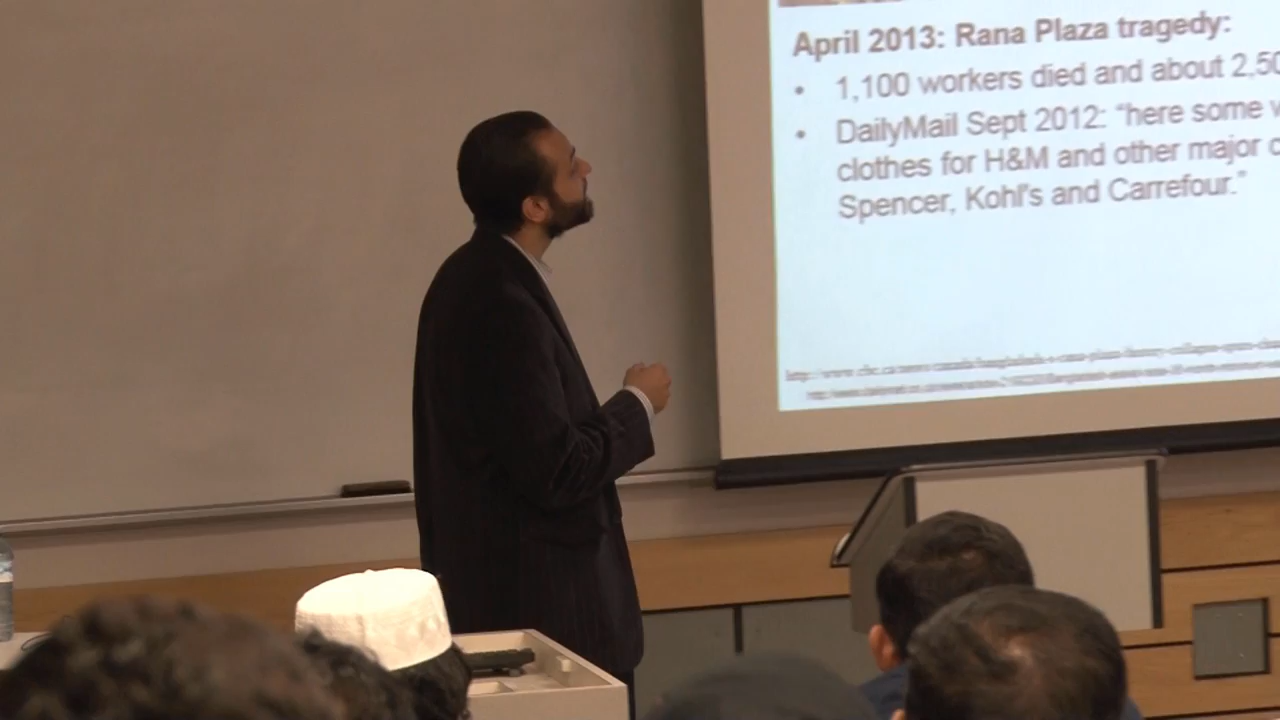 April 2013: Rana Plaza tragedy:
• 1,100 workers died and about 2,50
• DailyMail Sept 2012: "here some
clothes for H&M and other major
Spencer, Kohl's and Carrefour."